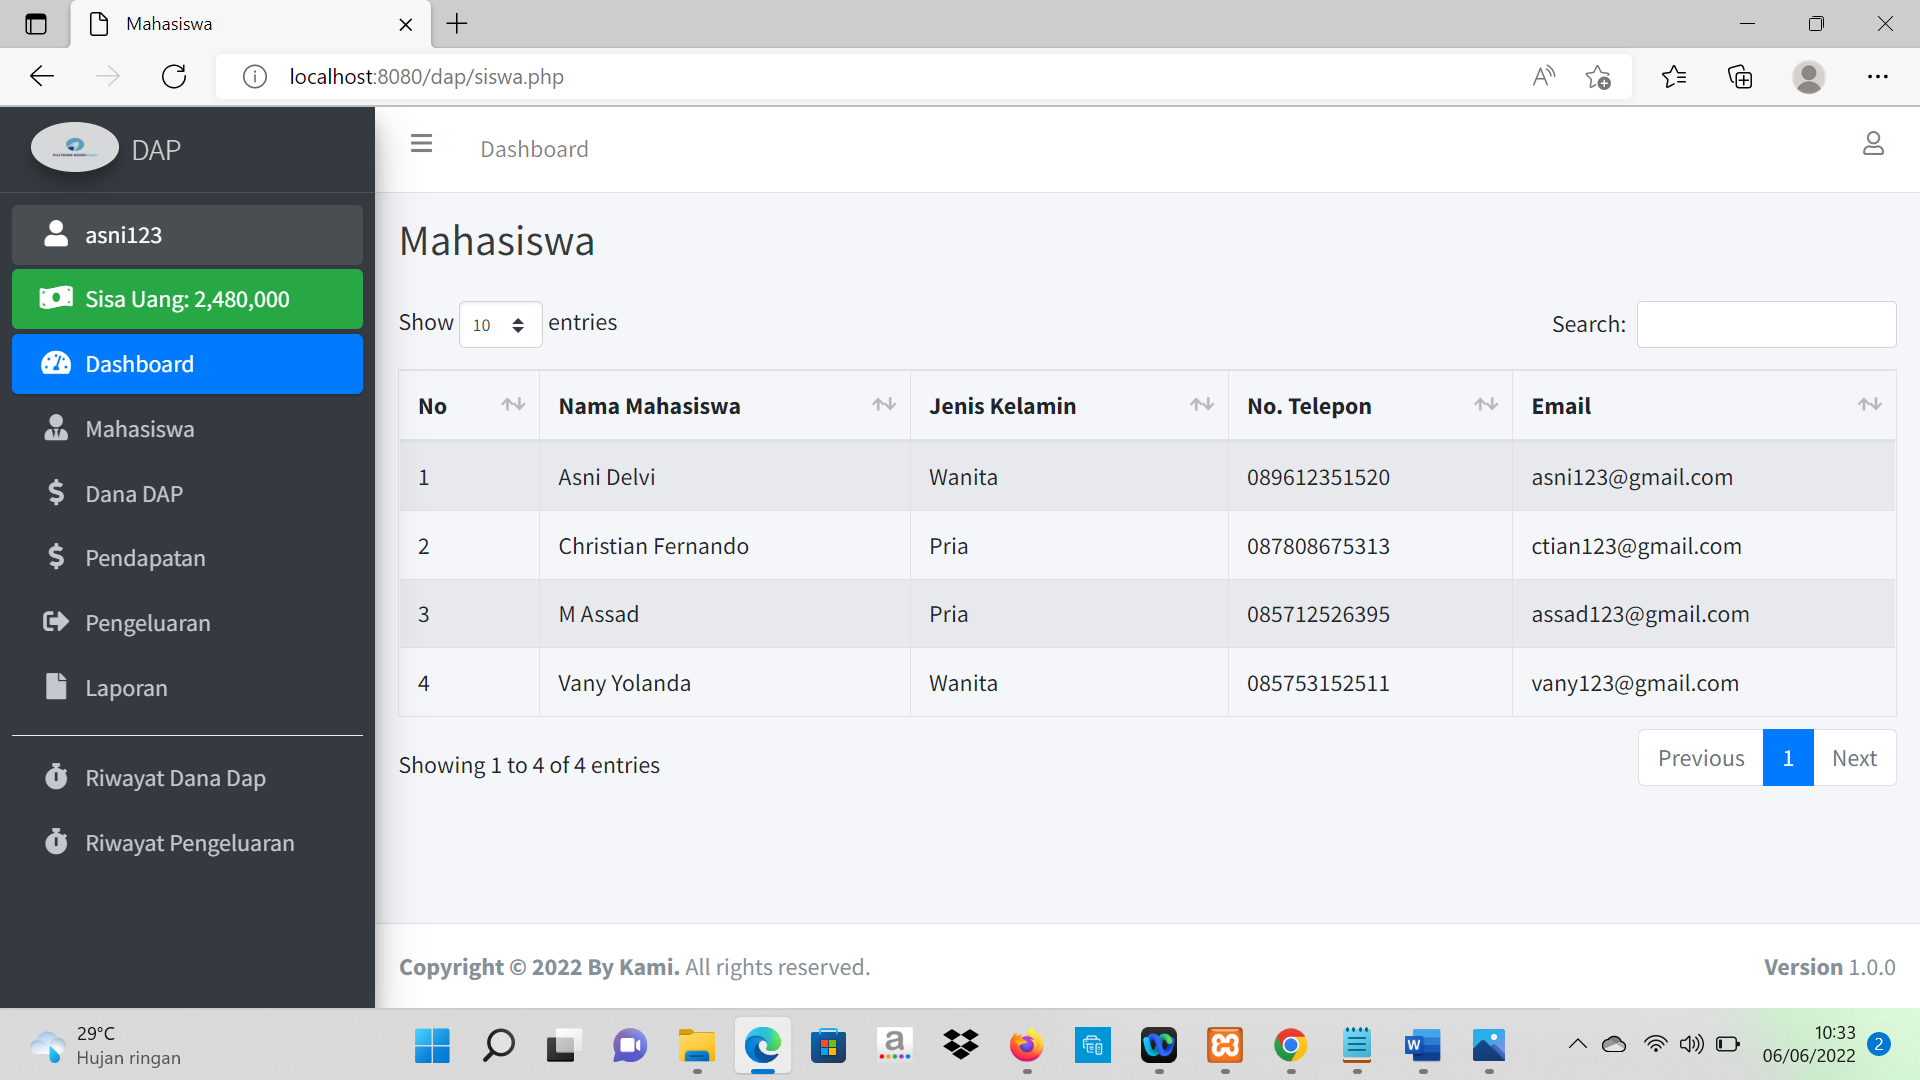 Mahasiswa
localhost:8080/dap/siswa.php
DAP
Dashboard
asni123
Sisa Uang: 2,480,000
Dashboard
Mahasiswa
Dana DAP
Pendapatan
Pengeluaran
Laporan
Riwayat Dana Dap
Riwayat Pengeluaran
Mahasiswa
Show 10 entries
Search:
No Nama Mahasiswa Jenis Kelamin No. Telepon Email
1 Asni Delvi Wanita 089612351520 asni123@gmail.com
2 Christian Fernando Pria 087808675313 ctian123@gmail.com
3 M Assad Pria 085712526395 assad123@gmail.com
4 Vany Yolanda Wanita 085753152511 vany123@gmail.com
Showing 1 to 4 of 4 entries
Previous 1 Next
Copyright © 2022 By Kami. All rights reserved.
Version 1.0.0
29°C
Hujan ringan
10:33
06/06/2022
2